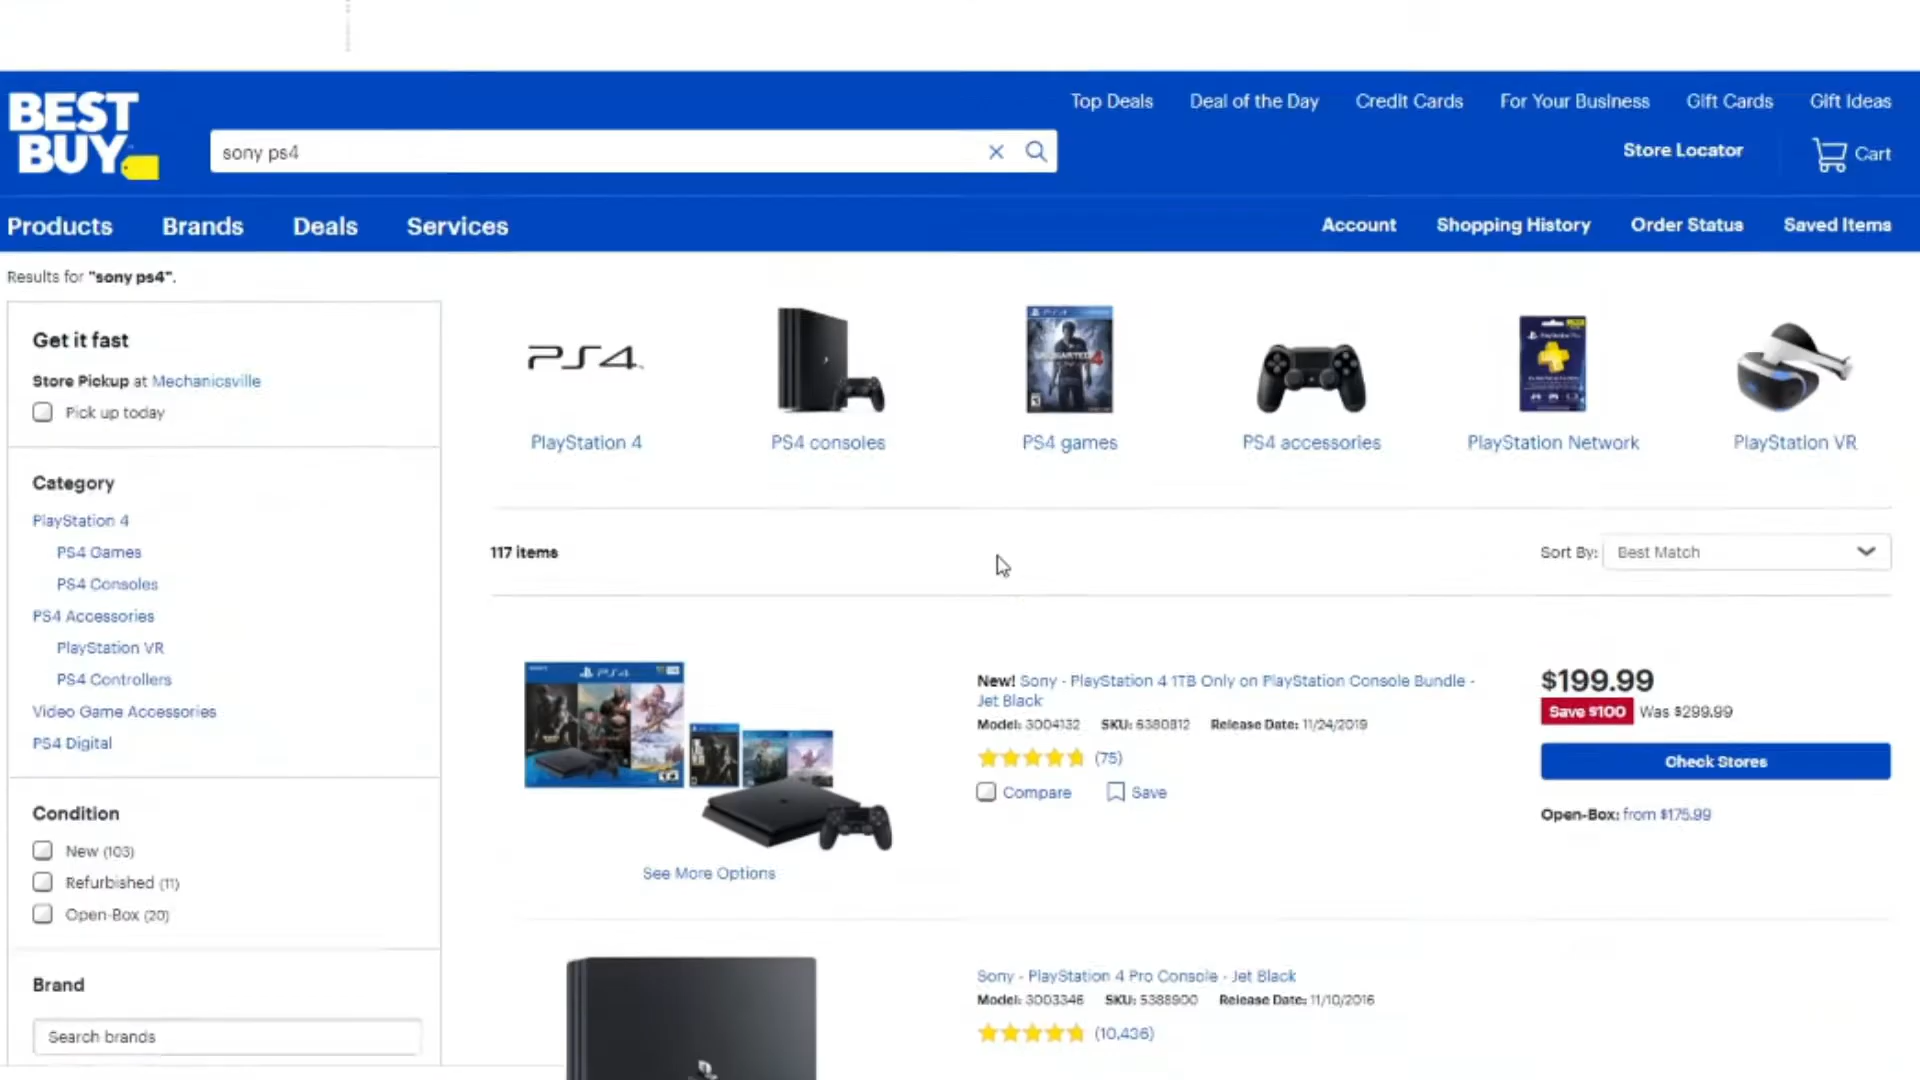 BEST
BUY
sony ps4
Top Deals
Deal of the Day
Credit Cards
For Your Business
Gift Cards
Gift Ideas
Store Locator
Cart
Products
Brands
Deals
Services
Account
Shopping History
Order Status
Saved Items
Results for "sony ps4".
Get it fast
Store Pickup at Mechanicsville
Pick up today
Category
PlayStation 4
PS4 Games
PS4 Consoles
PS4 Accessories
PlayStation VR
PS4 Controllers
Video Game Accessories
PS4 Digital
Condition
New (103)
Refurbished (11)
Open-Box (20)
Brand
Search brands
PS4
UNCHARTED 4
PlayStation 4
PS4 consoles
PS4 games
PS4 accessories
PlayStation Network
PlayStation VR
117 items
Sort By:
Best Match
PS4
See More Options
New! Sony - PlayStation 4 1TB Only on PlayStation Console Bundle -
Jet Black
Model: 3004132 SKU: 6380812 Release Date: 11/24/2019
(75)
Compare
Save
$199.99
Save $100 Was $299.99
Check Stores
Open-Box: from $175.99
Sony - PlayStation 4 Pro Console - Jet Black
Model: 3003346 SKU: 5388900 Release Date: 11/10/2016
(10,436)